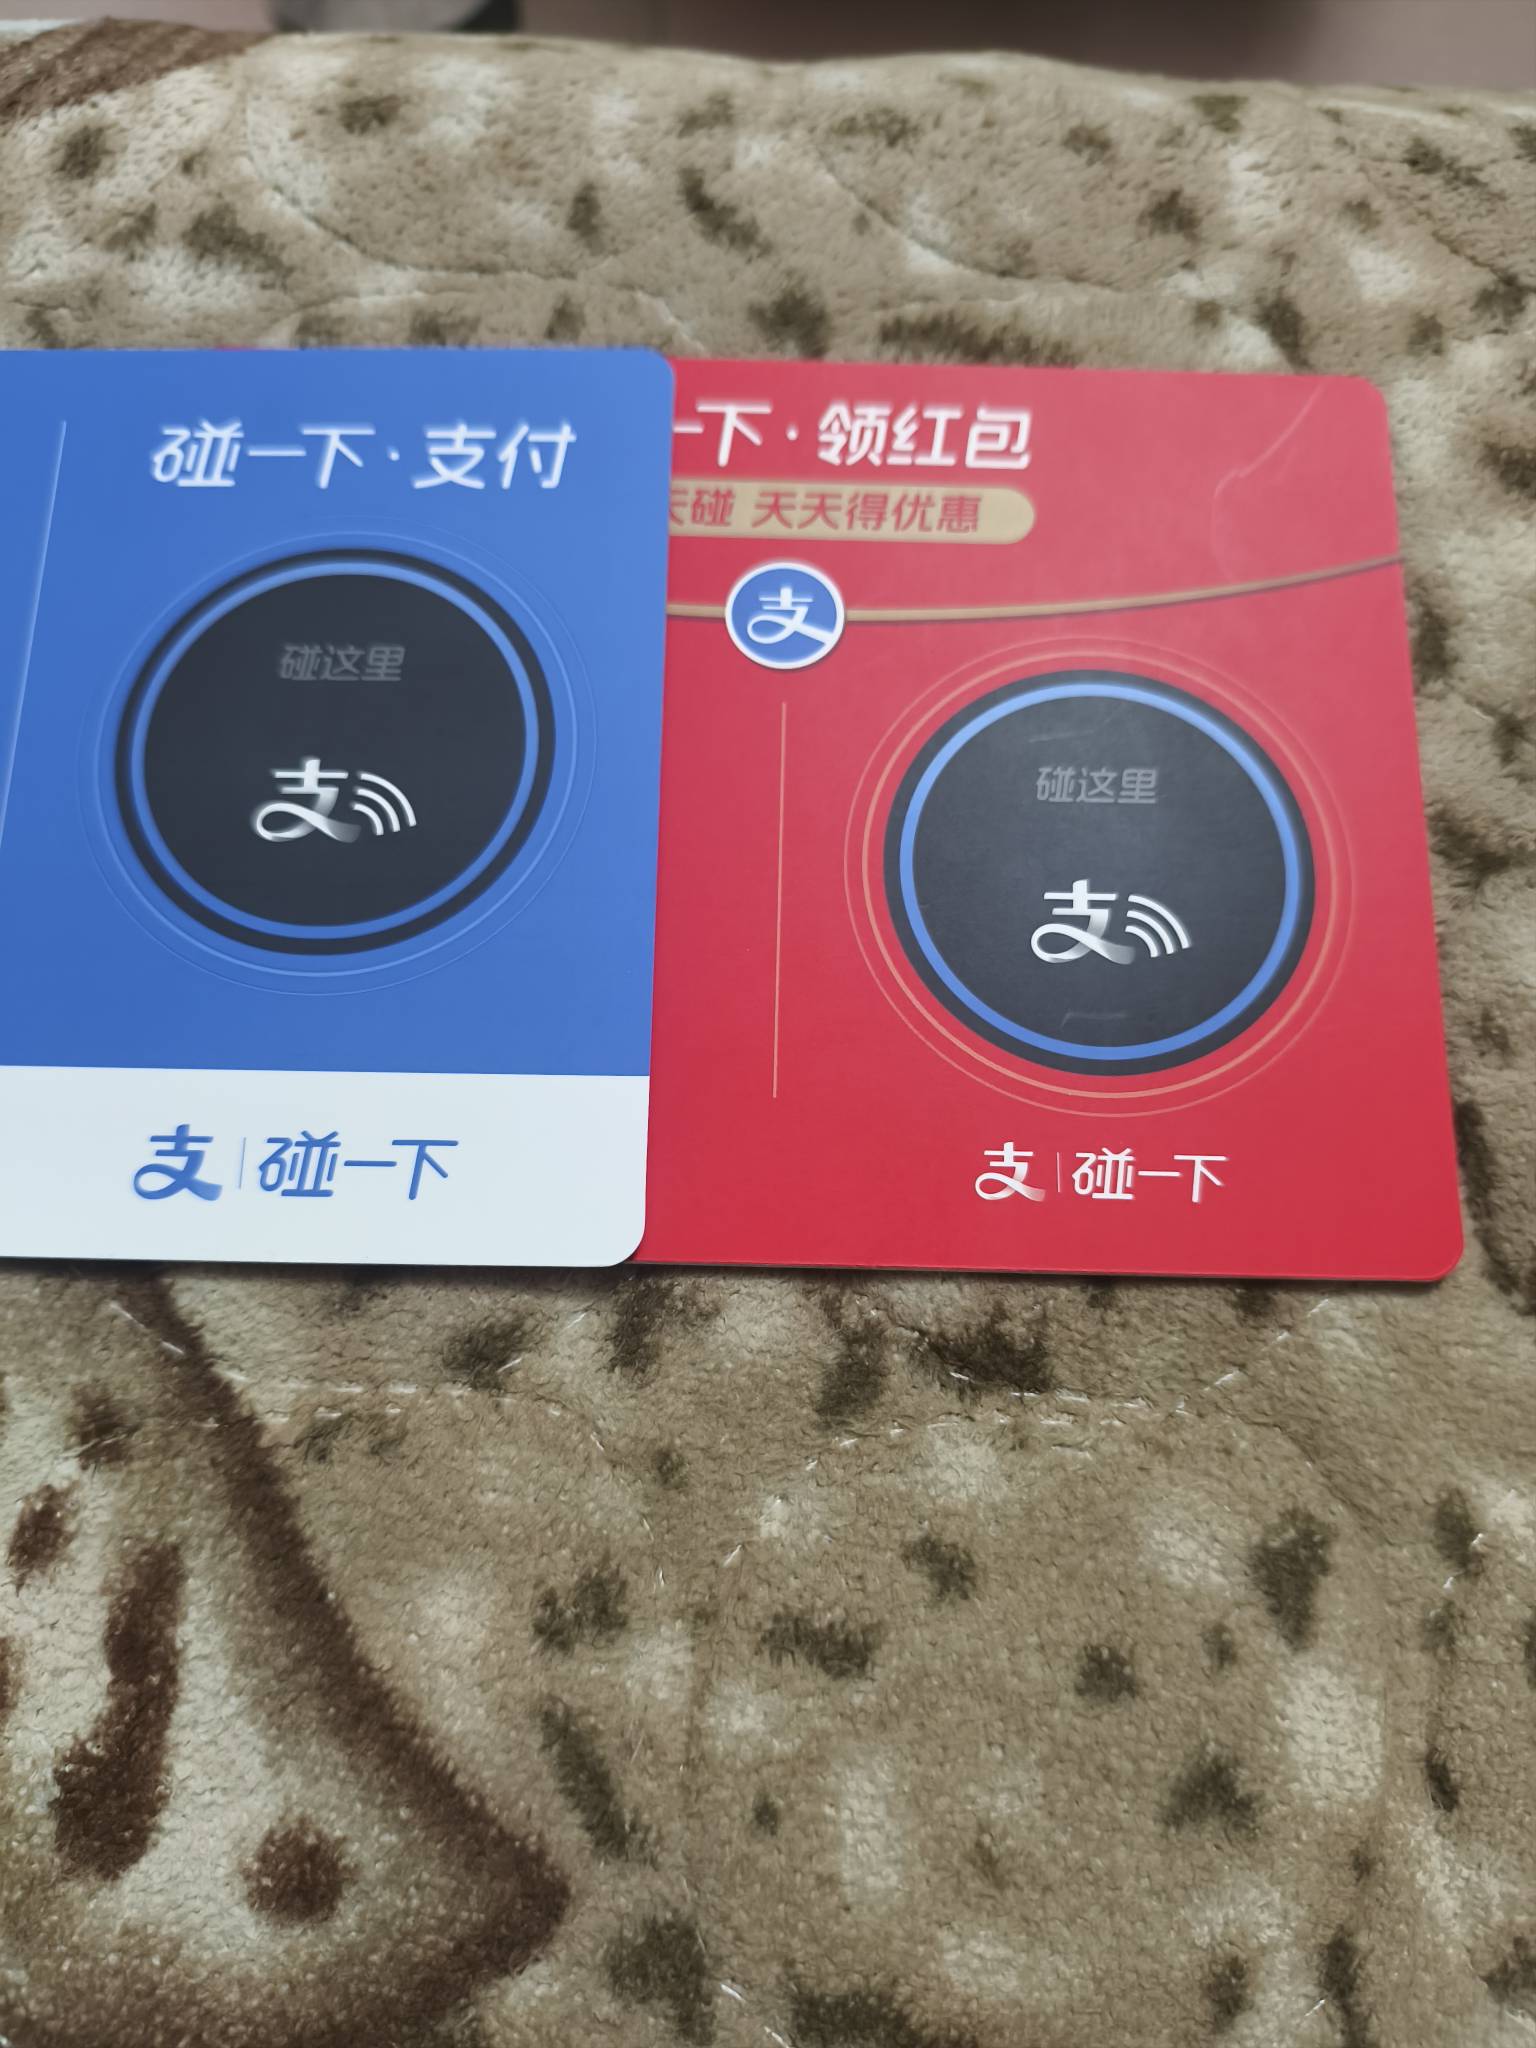 碰一下·支付
碰这里
支
支 碰一下
一下·领红包
天碰 天天得优惠
支
碰这里
支
支 碰一下